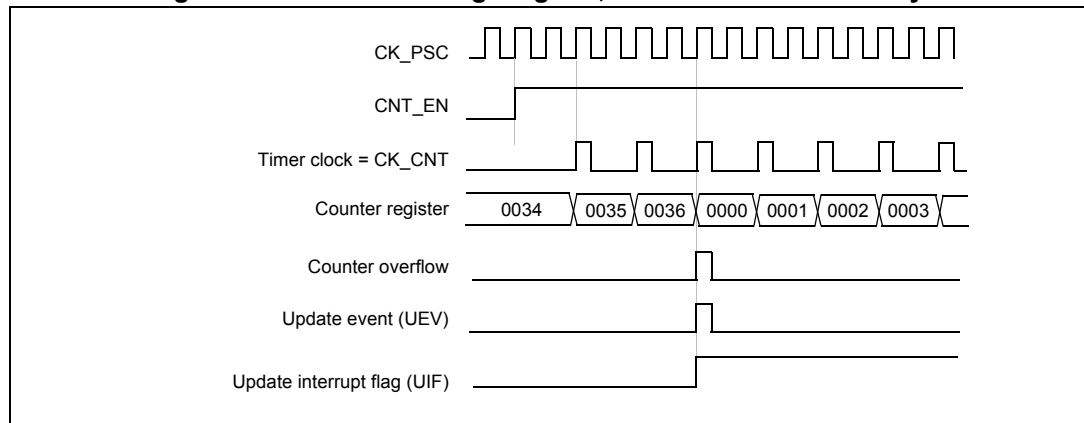 CK_PSC
CNT_EN
Timer clock = CK_CNT
Counter register 0034 0035 0036 0000 0001 0002 0003
Counter overflow
Update event (UEV)
Update interrupt flag (UIF)